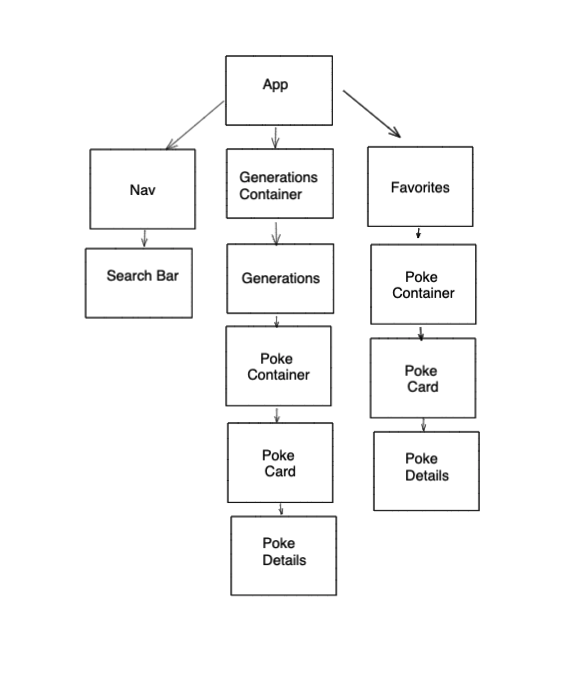 App
Nav
Generations
Container
Favorites
Search Bar
Generations
Poke
Container
Poke
Container
Poke
Card
Poke
Card
Poke
Details
Poke
Details